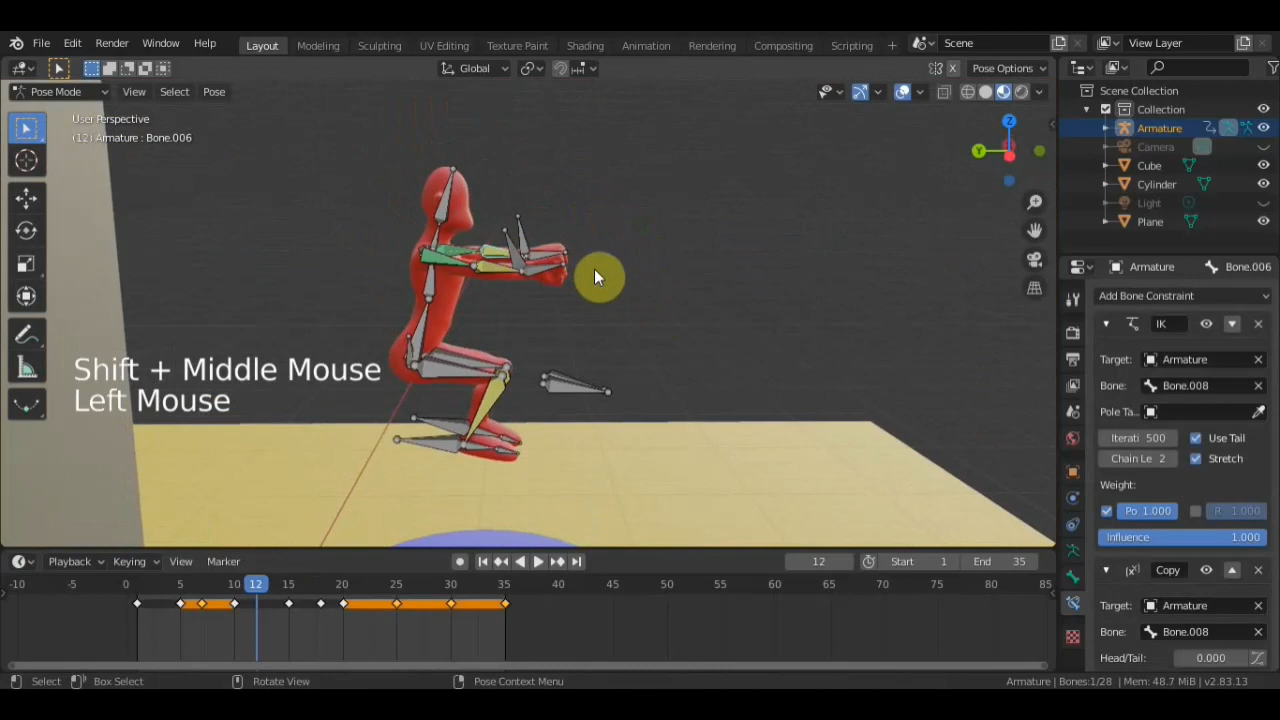 File Edit Render Window Help Layout Modeling Sculpting UV Editing Texture Paint Shading Animation Rendering Compositing Scripting + Scene View Layer
Global Pose Options
Pose Mode View Select Pose
User Perspective
(12) Armature : Bone.006
Z
Y
Shift + Middle Mouse
Left Mouse
Scene Collection
Collection
Armature
Camera
Cube
Cylinder
Light
Plane
Armature Bone.006
Add Bone Constraint
IK
Target: Armature
Bone: Bone.008
Pole Ta...
Iterati 500 Use Tail
Chain Le 2 Stretch
Weight:
Po 1.000 R 1.000
Influence 1.000
Copy
Target: Armature
Bone: Bone.008
Head/Tail: 0.000
Playback Keying View Marker 12 Start 1 End 35
-10 -5 0 5 10 12 15 20 25 30 35 40 45 50 55 60 65 70 75 80 85
Select Box Select Rotate View Pose Context Menu Armature | Bones:1/28 | Mem: 48.7 MiB | v2.83.13